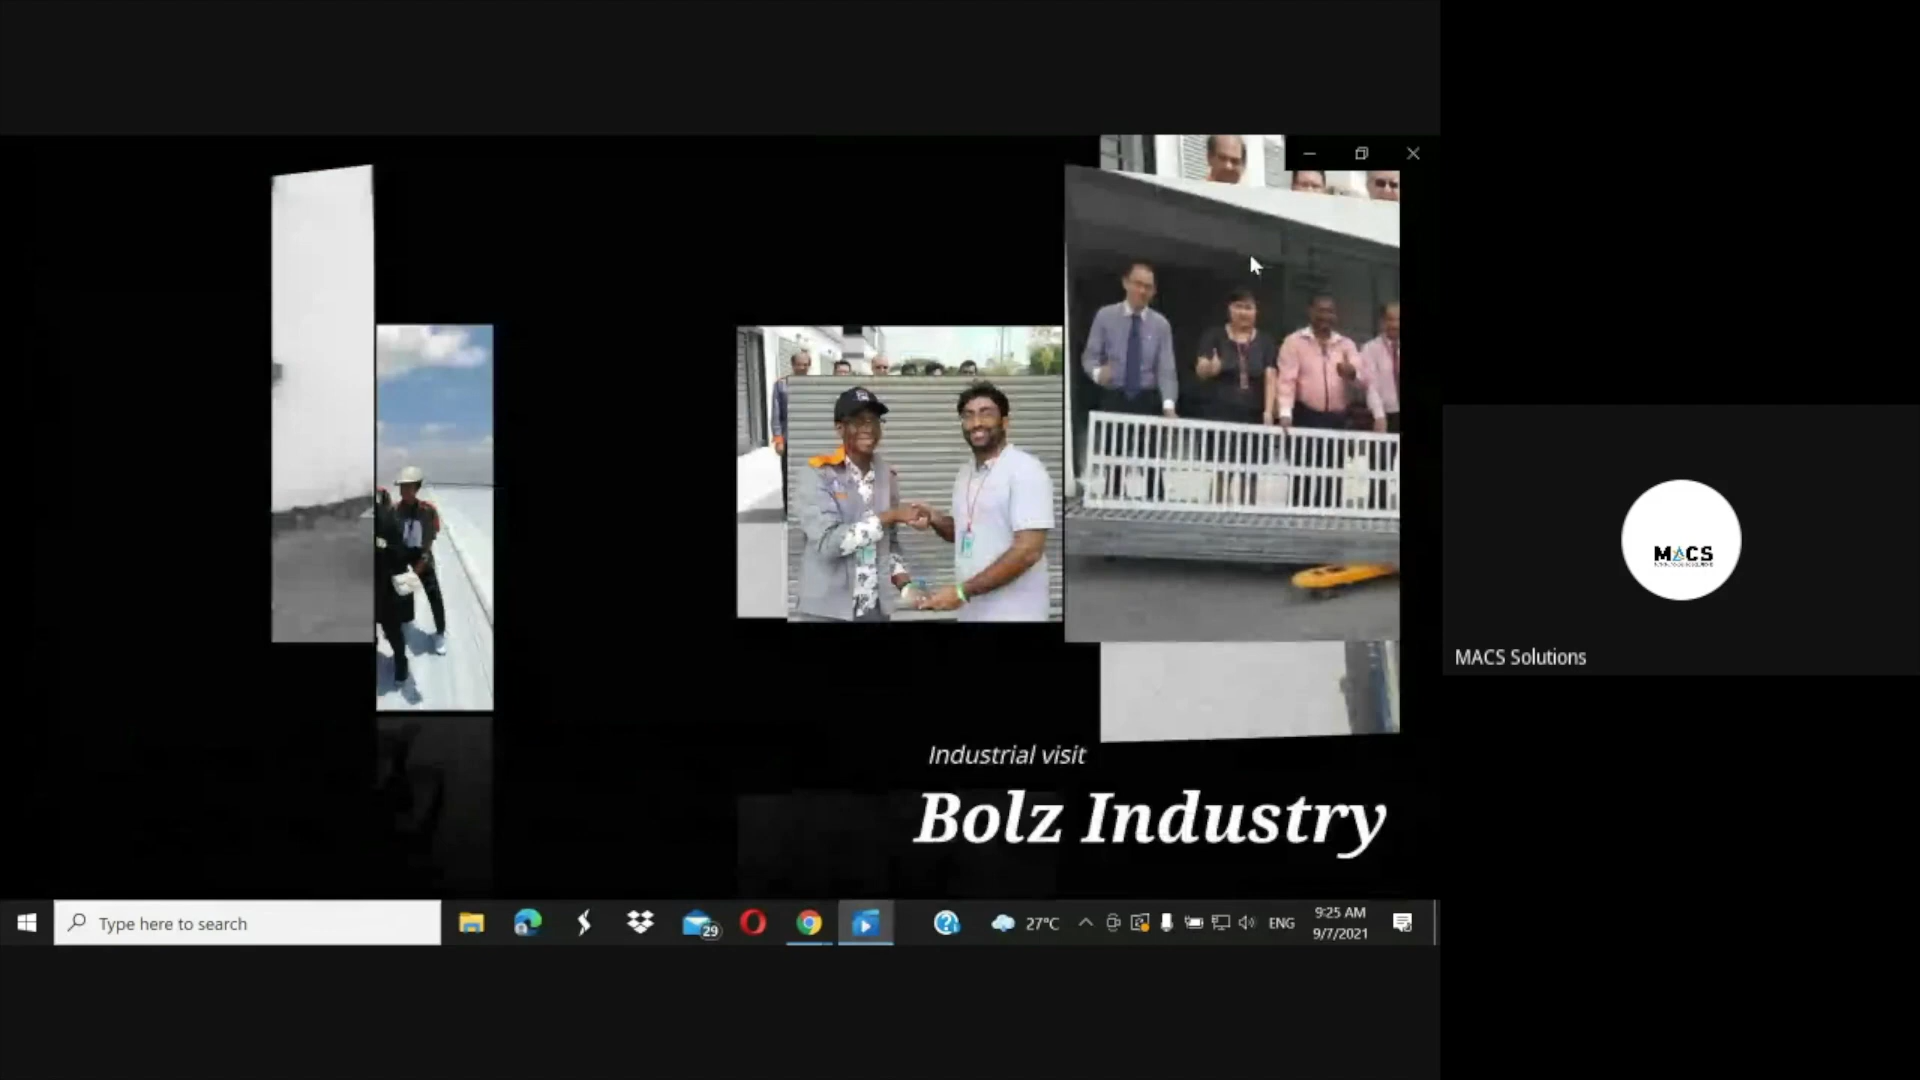 Industrial visit
Bolz Industry
MACS
MACS Solutions
Type here to search
29
27°C
ENG
9:25 AM
9/7/2021